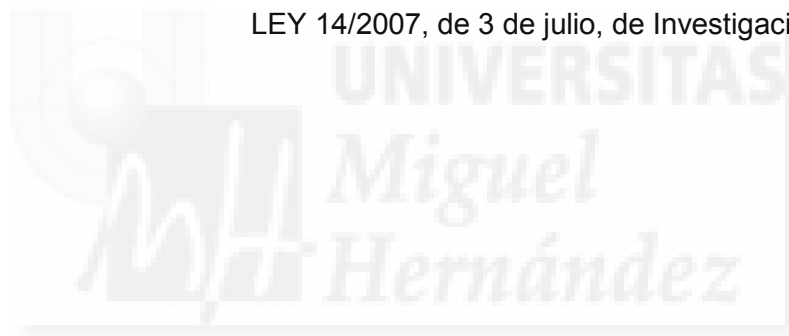 LEY 14/2007, de 3 de julio, de Investigaci
UNIVERSITAS
Miguel
Hernández